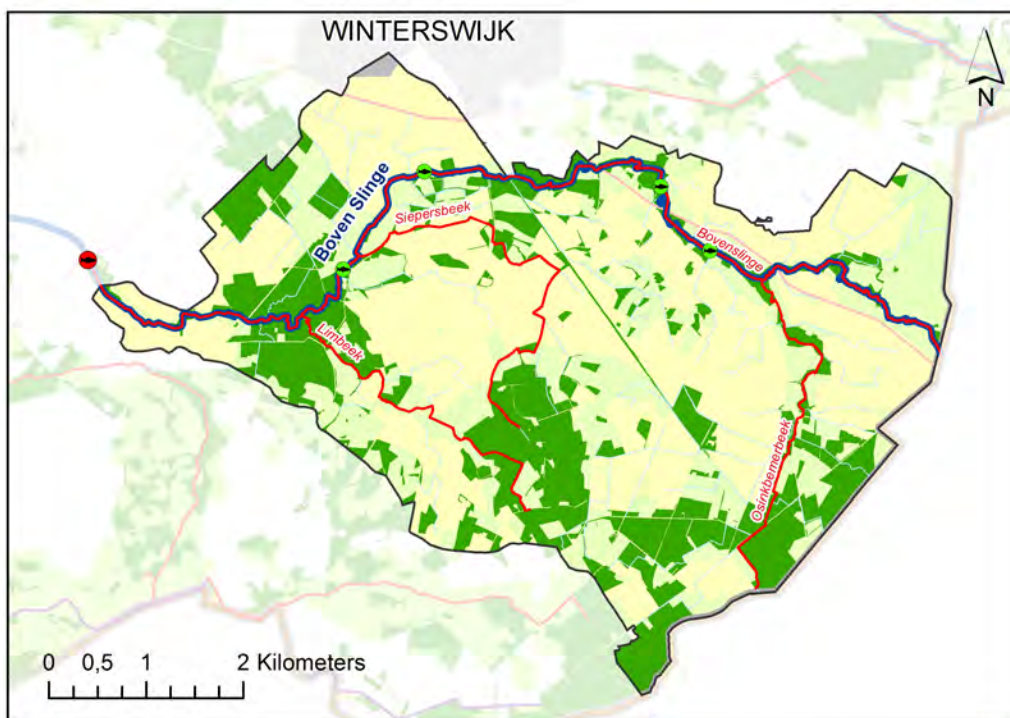 WINTERSWIJK
N
Boven Slinge
Siepersbeek
Bovenslinge
Limbeek
Osinkbemerbeek
0 0,5 1 2 Kilometers